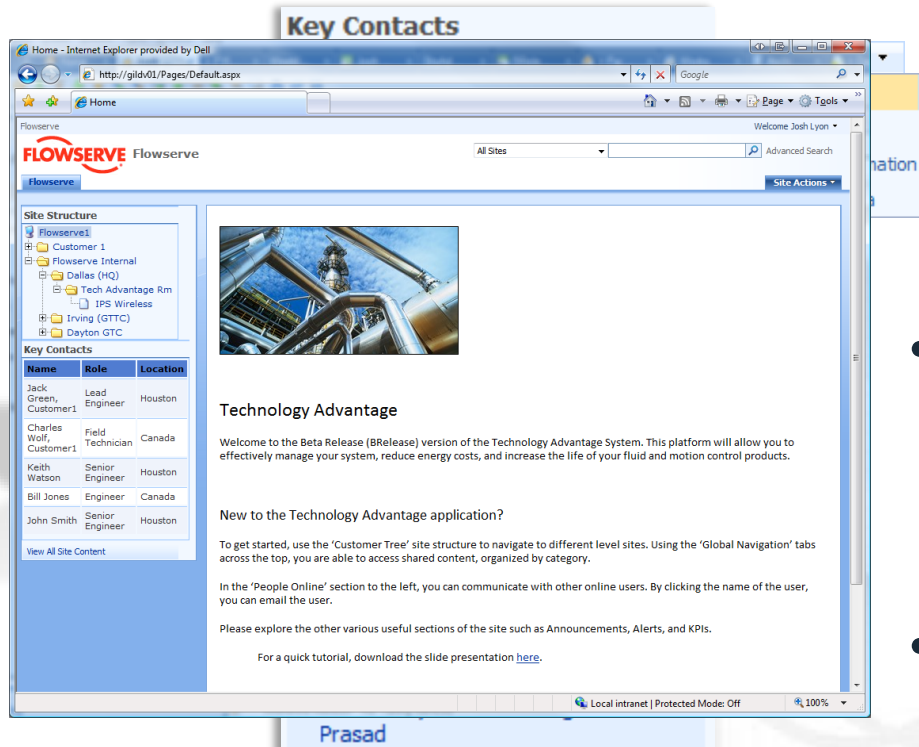 Key Contacts
Home - Internet Explorer provided by Dell
http://gildv01/Pages/Default.aspx
Google
Home
Page
Tools
Flowserve
Welcome Josh Lyon
FLOWSERVE Flowserve
All Sites
Advanced Search
Flowserve
Site Actions
Site Structure
Flowserve1
Customer 1
Flowserve Internal
Dallas (HQ)
Tech Advantage Rm
IPS Wireless
Irving (GTTC)
Dayton GTC
Key Contacts
Name Role Location
Jack Green, Customer1 Lead Engineer Houston
Charles Wolf, Customer1 Field Technician Canada
Keith Watson Senior Engineer Houston
Bill Jones Engineer Canada
John Smith Senior Engineer Houston
View All Site Content
Technology Advantage
Welcome to the Beta Release (BRelease) version of the Technology Advantage System. This platform will allow you to
effectively manage your system, reduce energy costs, and increase the life of your fluid and motion control products.
New to the Technology Advantage application?
To get started, use the ‘Customer Tree’ site structure to navigate to different level sites. Using the ‘Global Navigation’ tabs
across the top, you are able to access shared content, organized by category.
In the ‘People Online’ section to the left, you can communicate with other online users. By clicking the name of the user,
you can email the user.
Please explore the other various useful sections of the site such as Announcements, Alerts, and KPIs.
For a quick tutorial, download the slide presentation here.
Local intranet | Protected Mode: Off
100%
Prasad